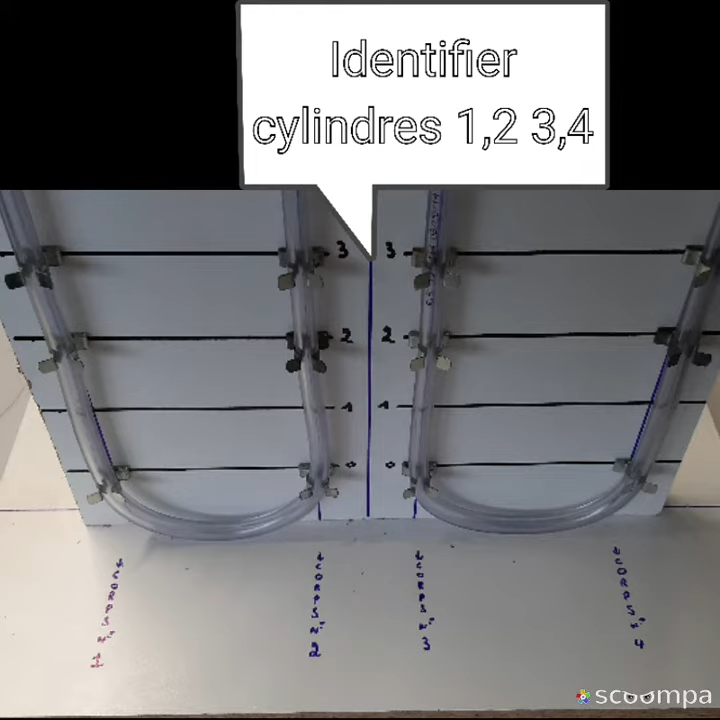 Identifier
cylindres 1,2 3,4
3 3
2 2
1 1
0 0
CORPS N° 1
CORPS N° 2
CORPS N° 3
CORPS N° 4
scoompa